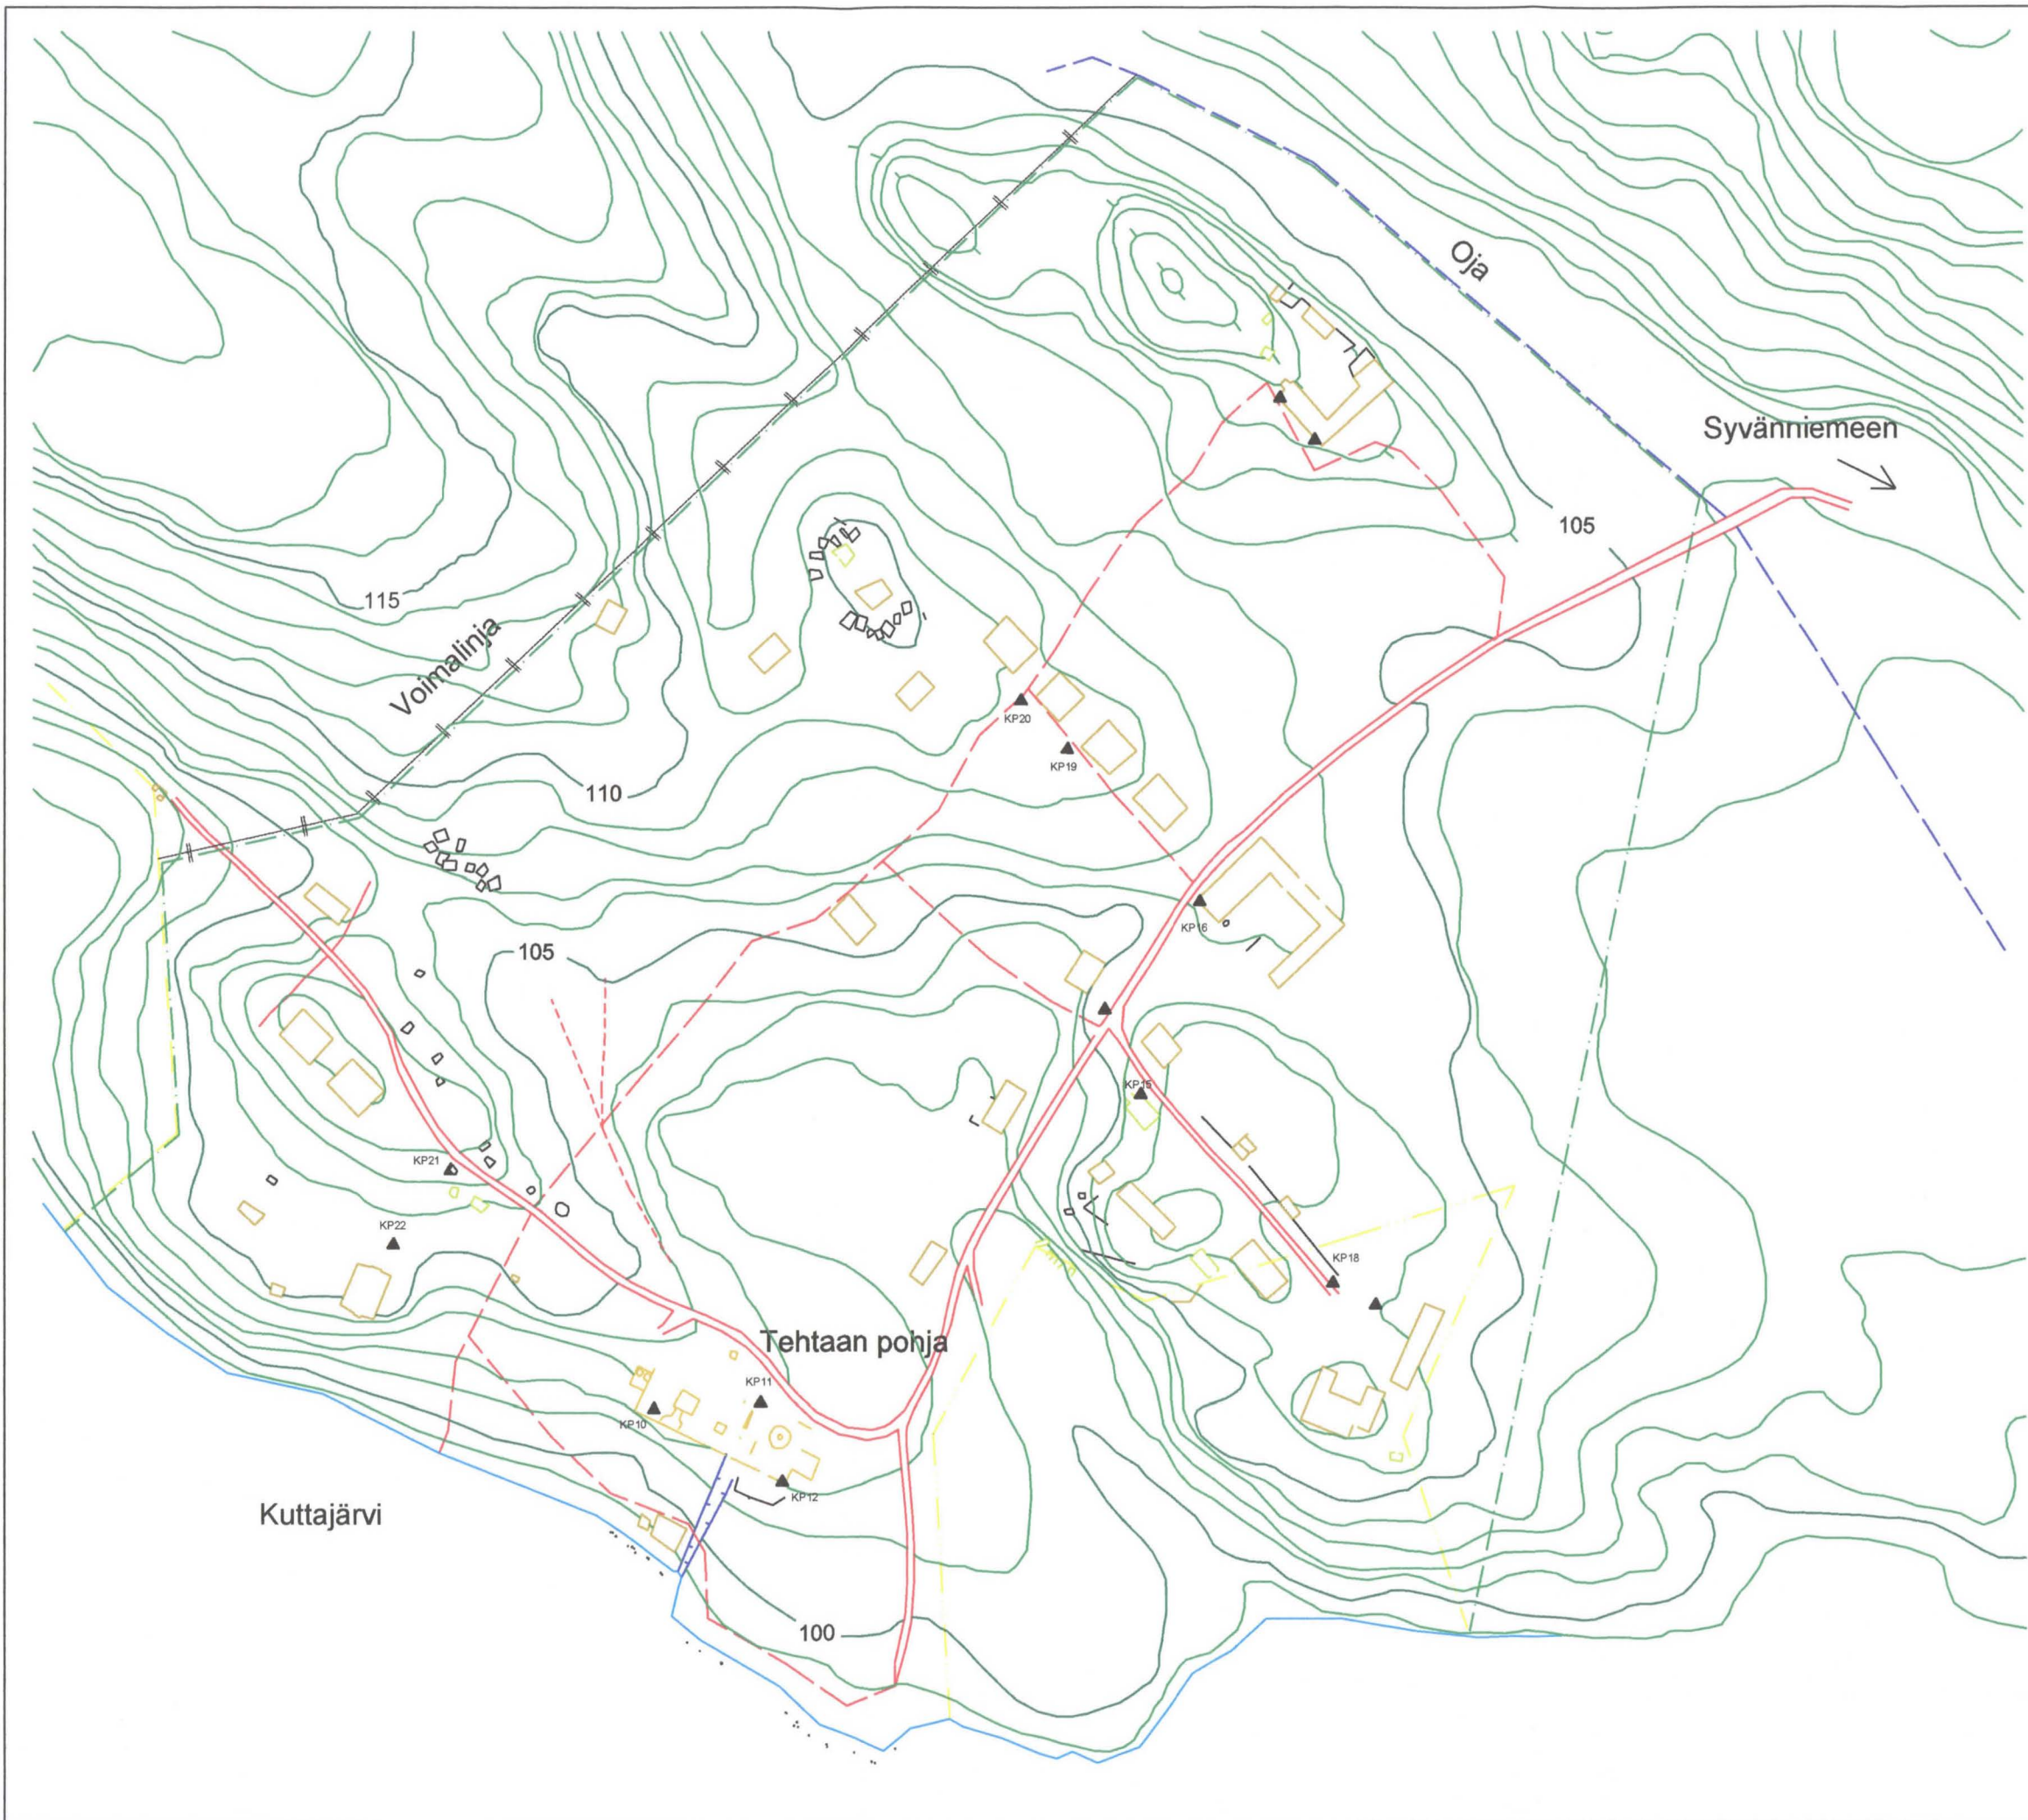 Oja
Syvänniemeen
105
115
Voimalinja
KP20
KP19
110
KP16
105
KP15
KP21
KP22
KP18
Tehtaan pohja
KP11
KP10
KP12
Kuttajärvi
100